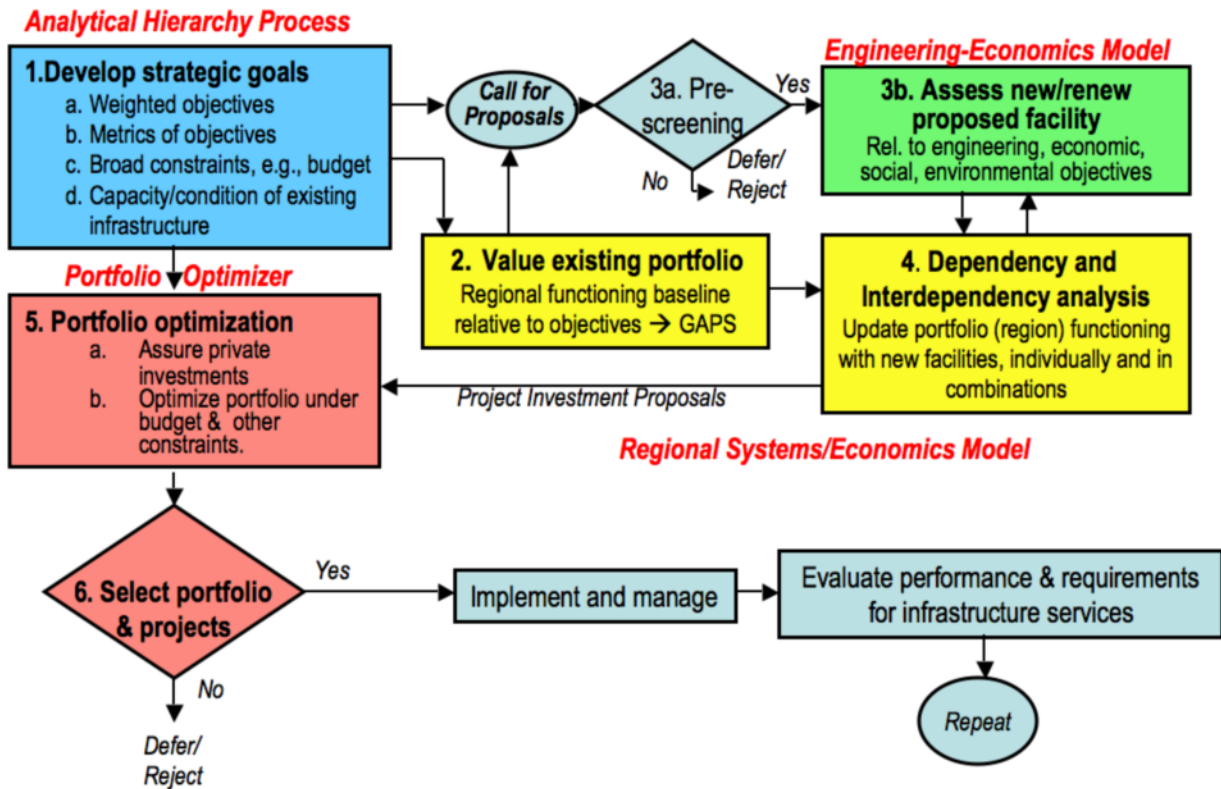 Analytical Hierarchy Process
1.Develop strategic goals
a. Weighted objectives
b. Metrics of objectives
c. Broad constraints, e.g., budget
d. Capacity/condition of existing
infrastructure
Call for
Proposals
3a. Pre-
screening
Yes
No
Defer/
Reject
Engineering-Economics Model
3b. Assess new/renew
proposed facility
Rel. to engineering, economic,
social, environmental objectives
2. Value existing portfolio
Regional functioning baseline
relative to objectives → GAPS
4. Dependency and
Interdependency analysis
Update portfolio (region) functioning
with new facilities, individually and in
combinations
Portfolio Optimizer
5. Portfolio optimization
a. Assure private
investments
b. Optimize portfolio under
budget & other
constraints.
Project Investment Proposals
Regional Systems/Economics Model
6. Select portfolio
& projects
Yes
No
Defer/
Reject
Implement and manage
Evaluate performance & requirements
for infrastructure services
Repeat